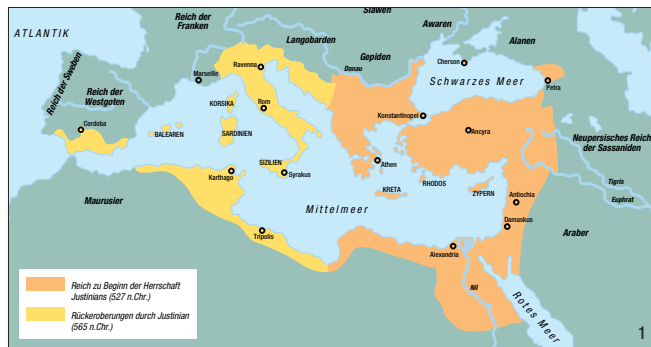 Slawen
Reich der
Franken
Awaren
ATLANTIK
Langobarden
Alanen
Gepiden
Cherson
Ravenna
Donau
Reich der Sweben
Marseille
Schwarzes Meer
Petra
Reich der
Westgoten
KORSIKA
Rom
Konstantinopel
Cordoba
Ancyra
BALEAREN
SARDINIEN
Neupersisches Reich
der Sassaniden
SIZILIEN
Athen
Karthago
Syrakus
RHODOS
Tigris
KRETA
ZYPERN
Antiochia
Euphrat
Maurusier
Mittelmeer
Damaskus
Tripolis
Araber
Alexandria
Reich zu Beginn der Herrschaft
Justinians (527 n.Chr.)
Nil
Rotes Meer
Rückeroberungen durch Justinian
(565 n.Chr.)
1